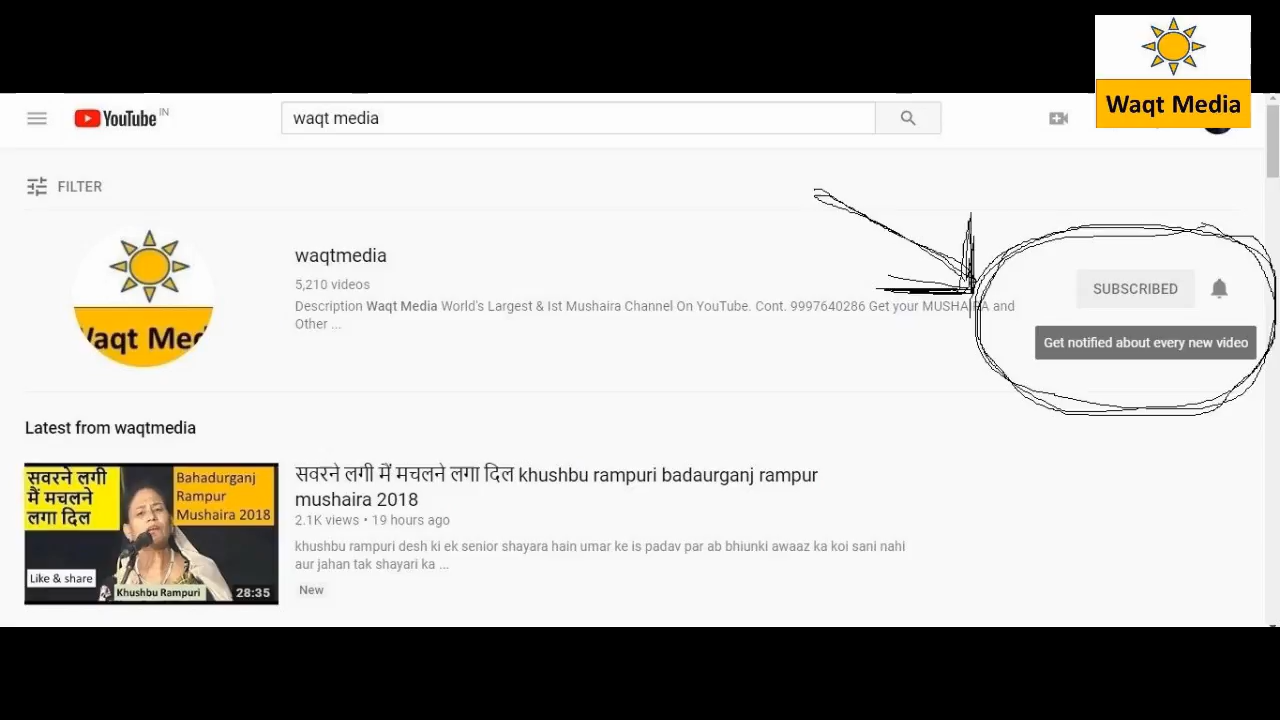 Waqt Media
YouTube IN
waqt media
FILTER
waqtmedia
5,210 videos
Description Waqt Media World's Largest & Ist Mushaira Channel On YouTube. Cont. 9997640286 Get your MUSHAIRA and
Other ...
SUBSCRIBED
Get notified about every new video
Waqt Med
Latest from waqtmedia
सवरने लगी
मैं मचलने
लगा दिल
Bahadurganj
Rampur
Mushaira 2018
Like & share
Khushbu Rampuri
28:35
सवरने लगी मैं मचलने लगा दिल khushbu rampuri badaurganj rampur
mushaira 2018
2.1K views • 19 hours ago
khushbu rampuri desh ki ek senior shayara hain umar ke is padav par ab bhiunki awaaz ka koi sani nahi
aur jahan tak shayari ka ...
New